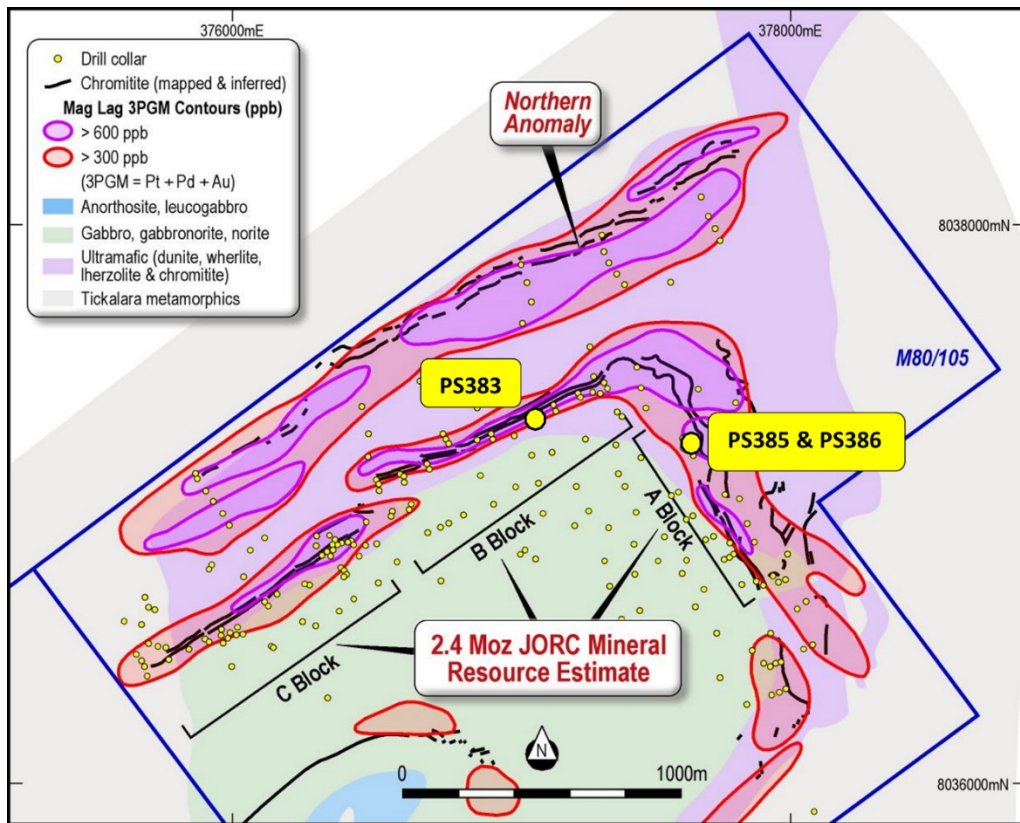 376000mE
378000mE
Drill collar
Chromitite (mapped & inferred)
Mag Lag 3PGM Contours (ppb)
> 600 ppb
> 300 ppb
(3PGM = Pt + Pd + Au)
Anorthosite, leucogabbro
Gabbro, gabbronorite, norite
Ultramafic (dunite, wherlite,
lherzolite & chromitite)
Tickalara metamorphics
Northern
Anomaly
8038000mN
M80/105
PS383
PS385 & PS386
B Block
A Block
C Block
2.4 Moz JORC Mineral
Resource Estimate
N
0
1000m
8036000mN